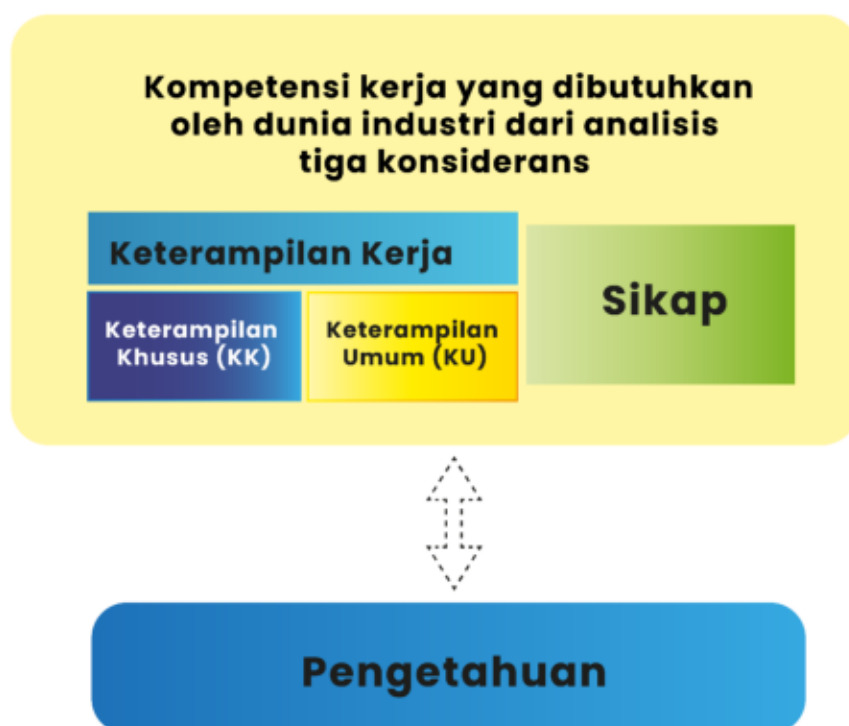 Kompetensi kerja yang dibutuhkan
oleh dunia industri dari analisis
tiga konsiderans
Keterampilan Kerja
Keterampilan
Khusus (KK)
Keterampilan
Umum (KU)
Sikap
Pengetahuan